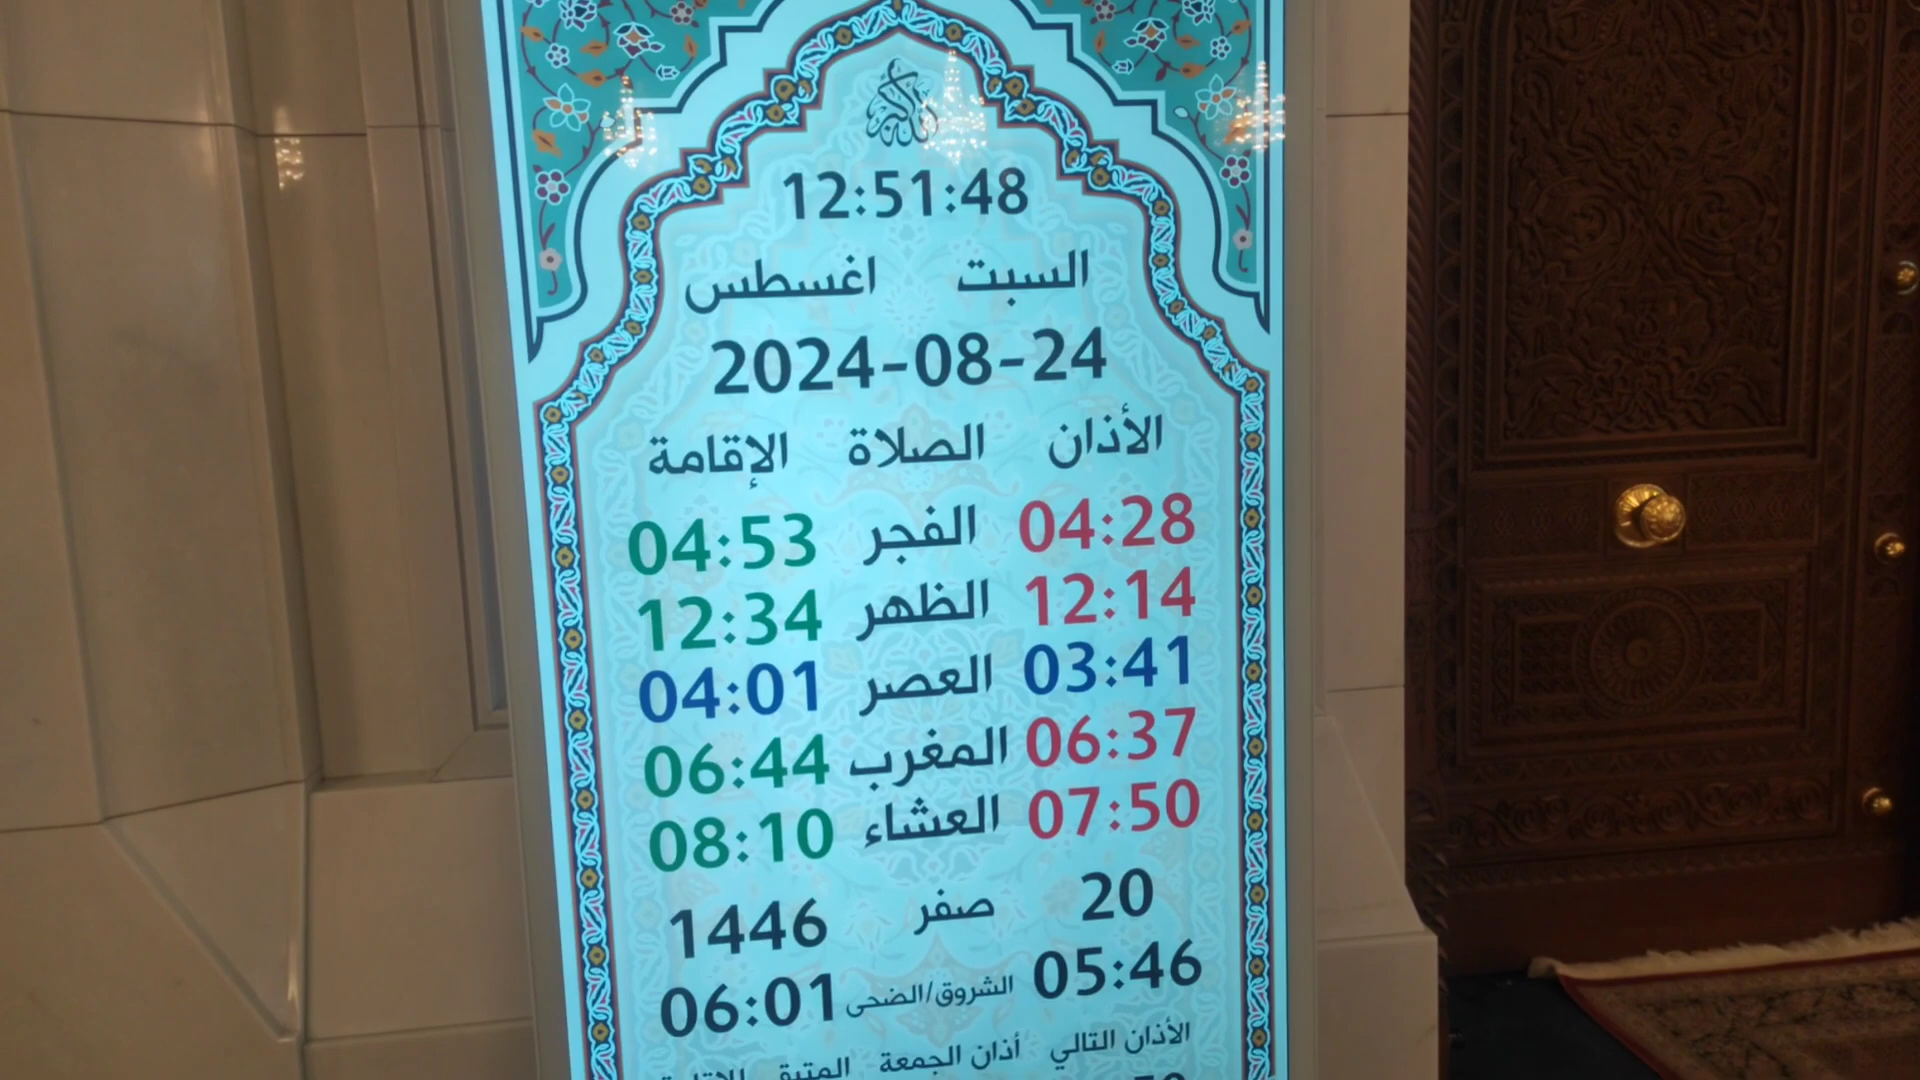 الله أكبر
12:51:48
السبت اغسطس
2024-08-24
الأذان الصلاة الإقامة
04:28 الفجر 04:53
12:14 الظهر 12:34
03:41 العصر 04:01
06:37 المغرب 06:44
07:50 العشاء 08:10
20 صفر 1446
05:46 الشروق/الضحى 06:01
الأذان التالي أذان الجمعة